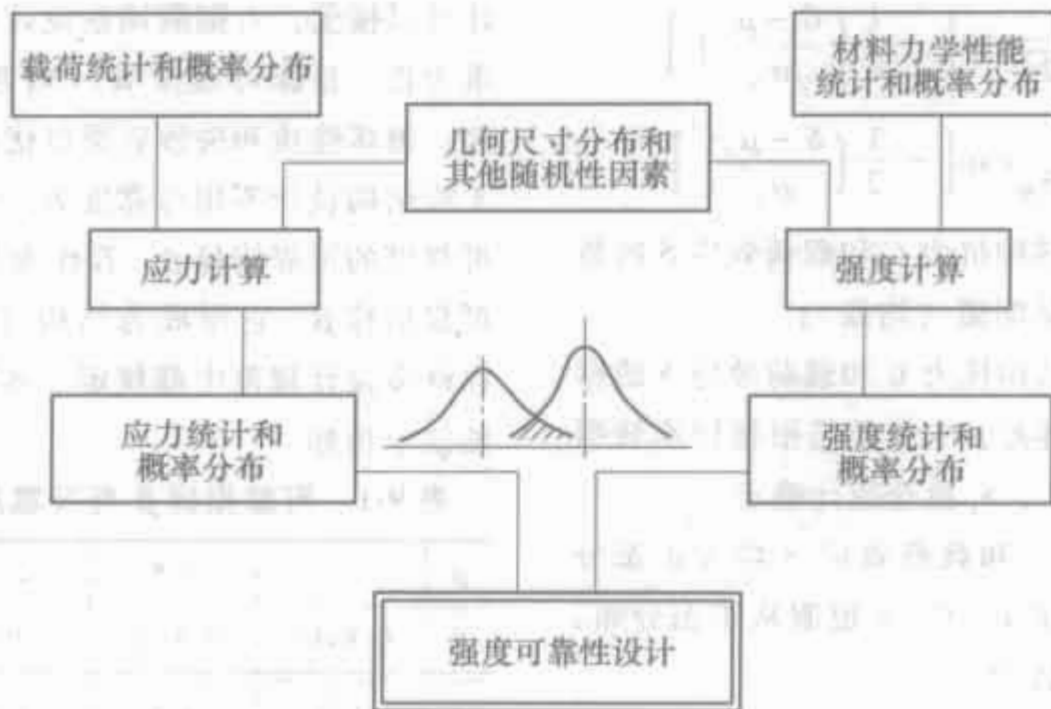 载荷统计和概率分布
材料力学性能
统计和概率分布
几何尺寸分布和
其他随机性因素
应力计算
强度计算
应力统计和
概率分布
强度统计和
概率分布
强度可靠性设计